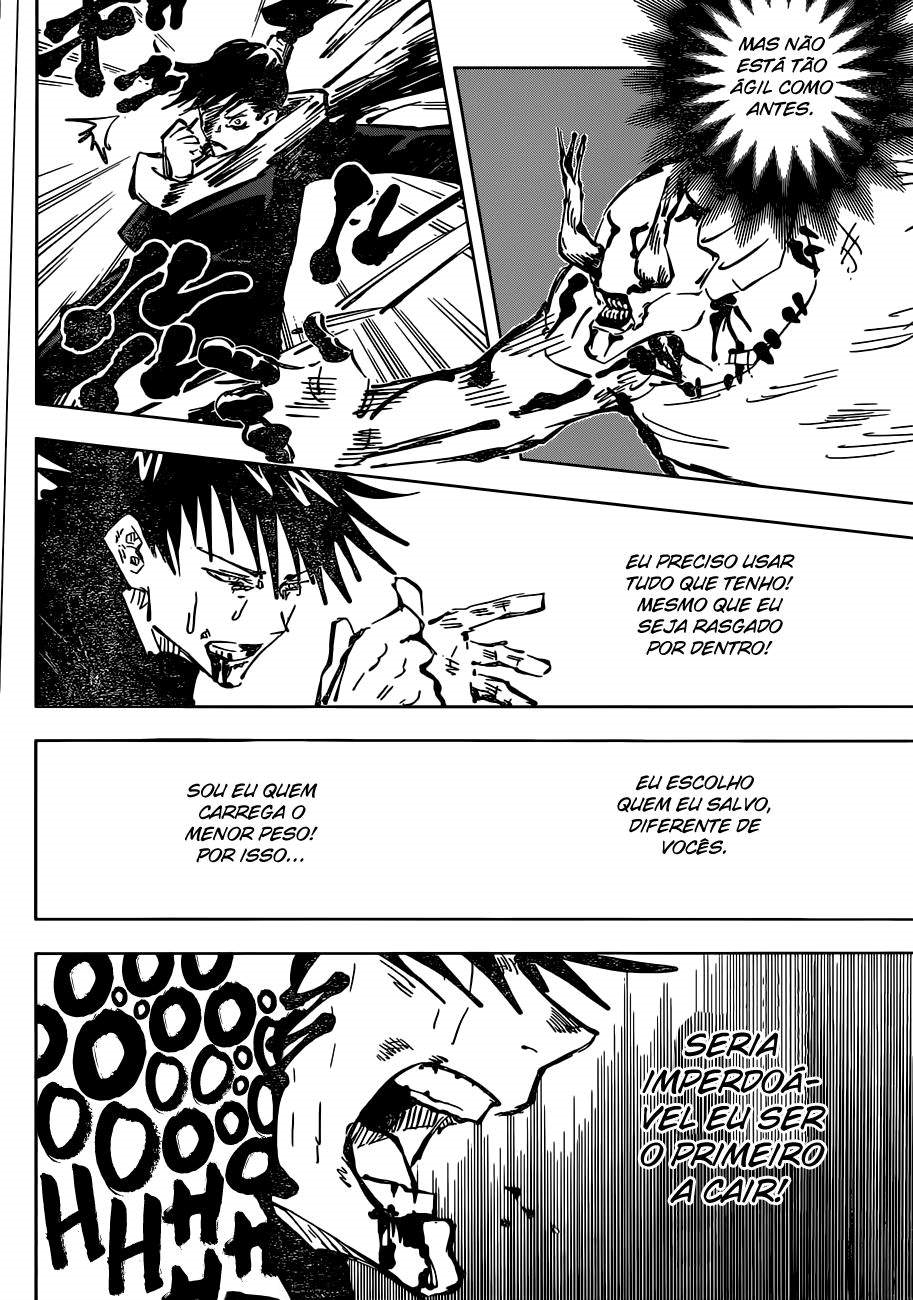 MAS NÃO
ESTÁ TÃO
ÁGIL COMO
ANTES.
EU PRECISO USAR
TUDO QUE TENHO!
MESMO QUE EU
SEJA RASGADO
POR DENTRO!
EU ESCOLHO
QUEM EU SALVO,
DIFERENTE DE
VOCÊS.
SOU EU QUEM
CARREGA O
MENOR PESO!
POR ISSO...
SERIA
IMPERDOÁ-
VEL EU SER
O PRIMEIRO
A CAIR!
OOOOOOOO
HHHHH